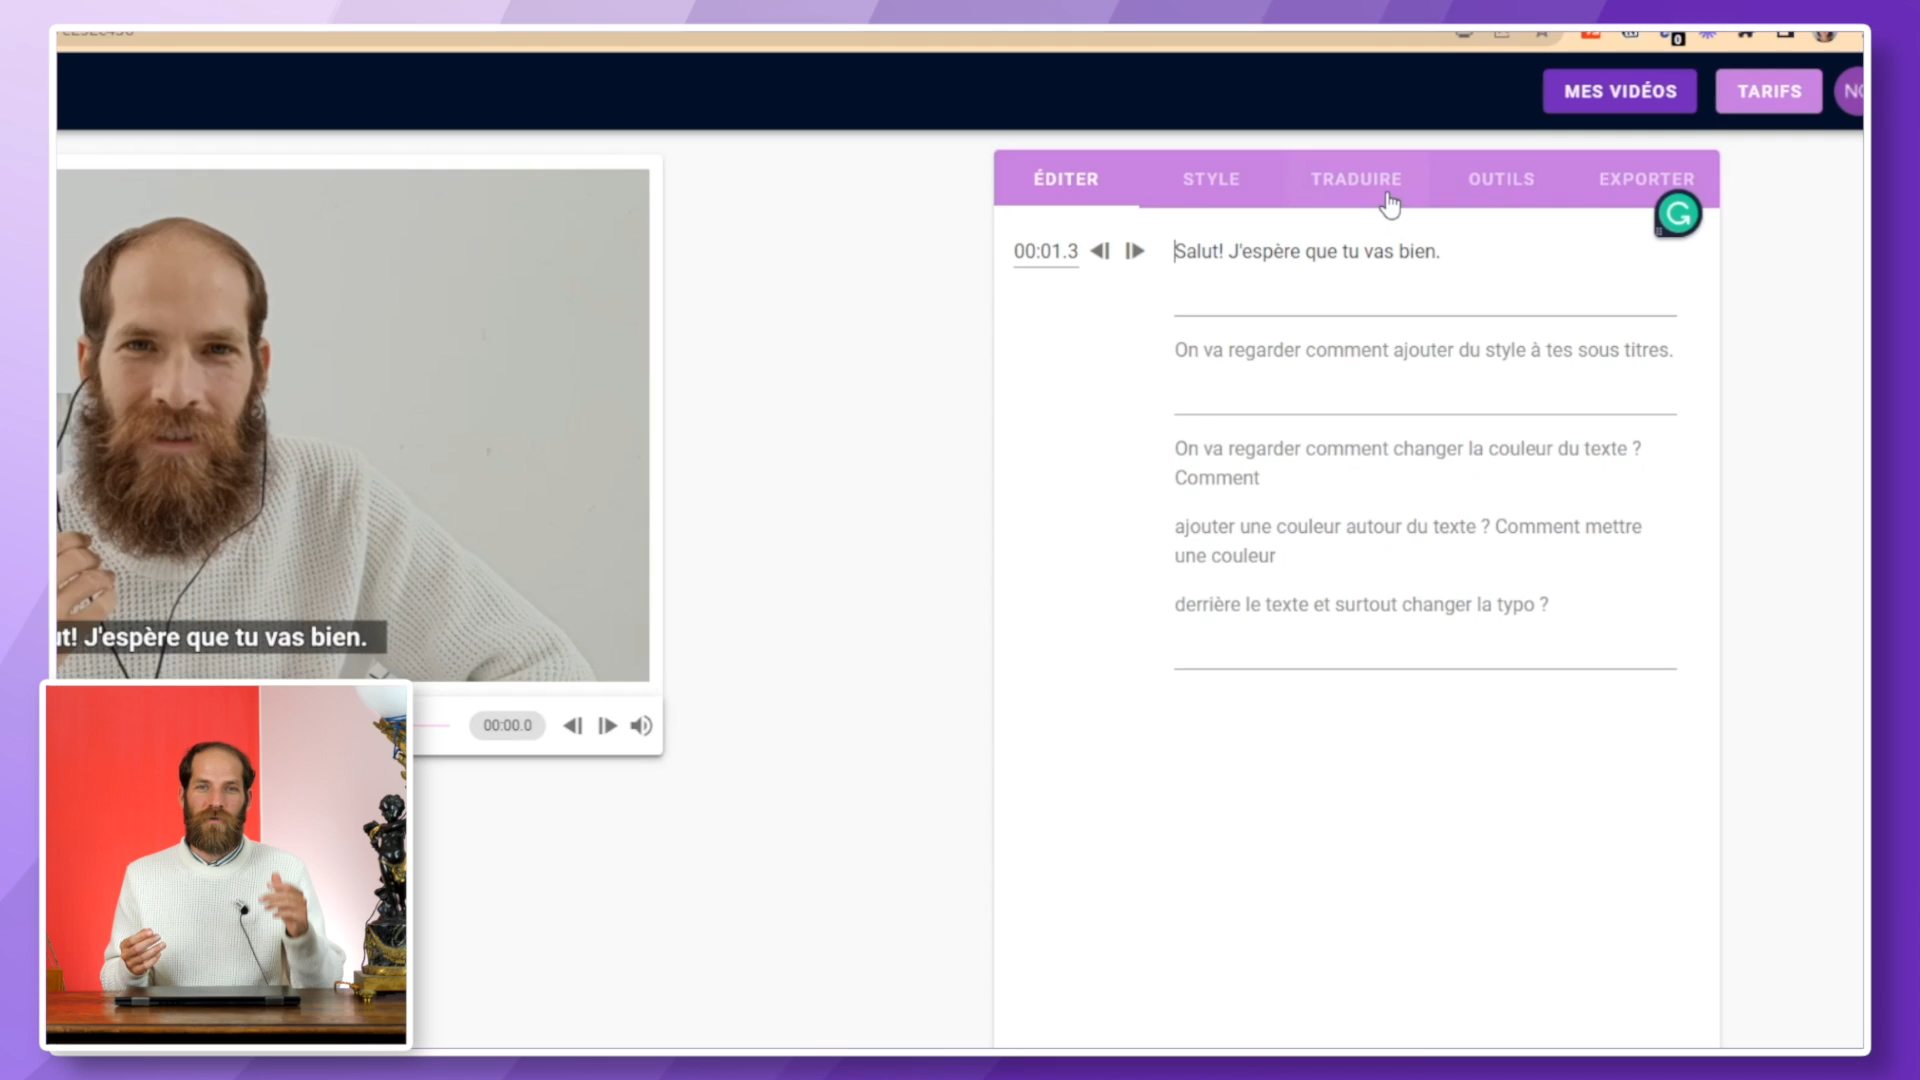 MES VIDÉOS
TARIFS
0
ÉDITER
STYLE
TRADUIRE
OUTILS
EXPORTER
00:01.3
Salut! J'espère que tu vas bien.
On va regarder comment ajouter du style à tes sous titres.
On va regarder comment changer la couleur du texte ?
Comment
ajouter une couleur autour du texte ? Comment mettre
une couleur
derrière le texte et surtout changer la typo ?
ut! J'espère que tu vas bien.
00:00.0